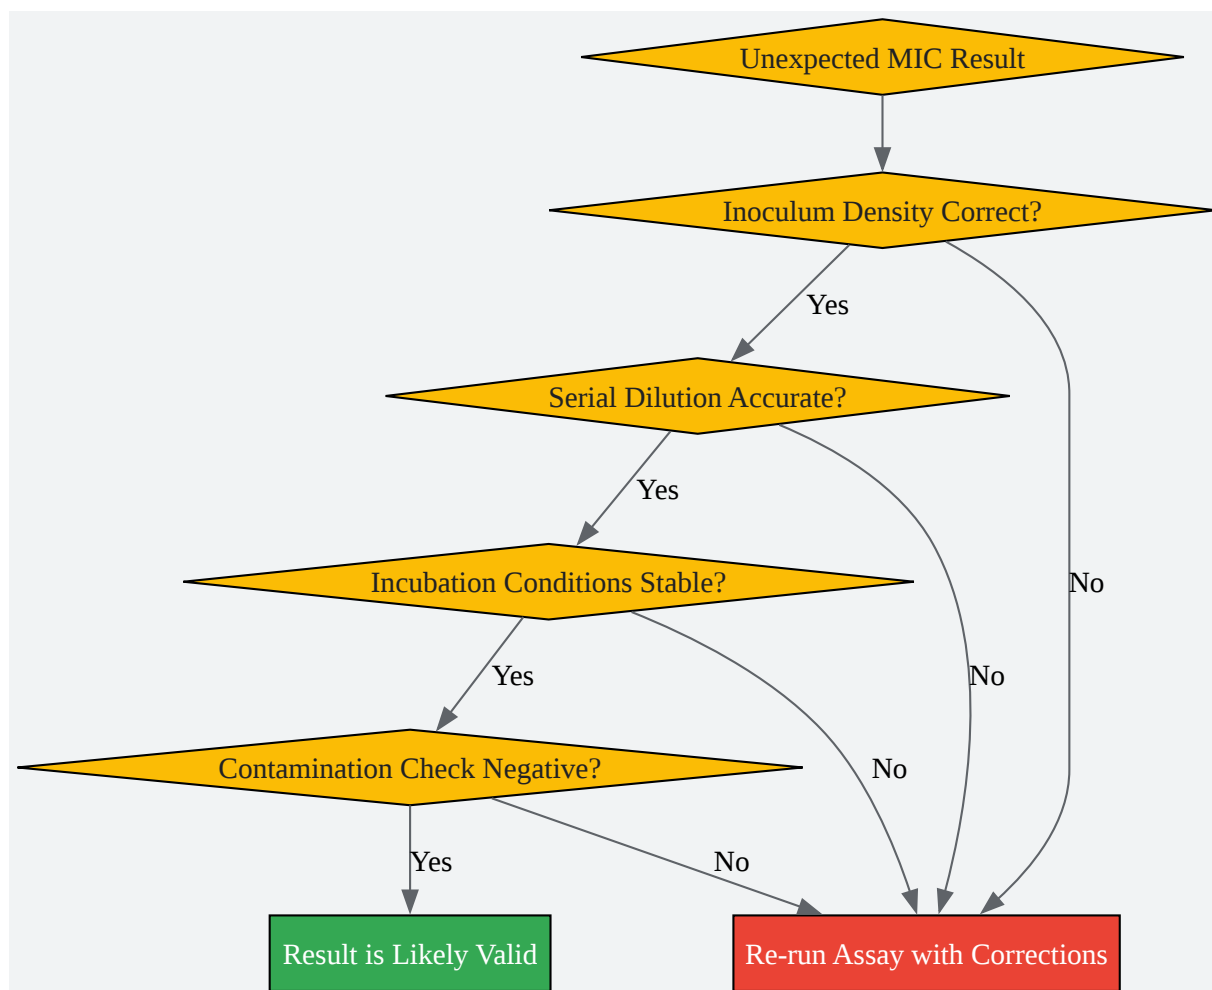 Unexpected MIC Result
Inoculum Density Correct?
Yes
Serial Dilution Accurate?
Yes
Incubation Conditions Stable?
No
Yes
No
Contamination Check Negative?
No
Yes
No
Result is Likely Valid
Re-run Assay with Corrections